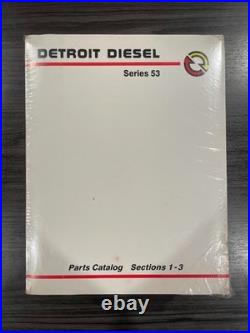 DETROIT DIESEL
Series 53
Parts Catalog Sections 1-3